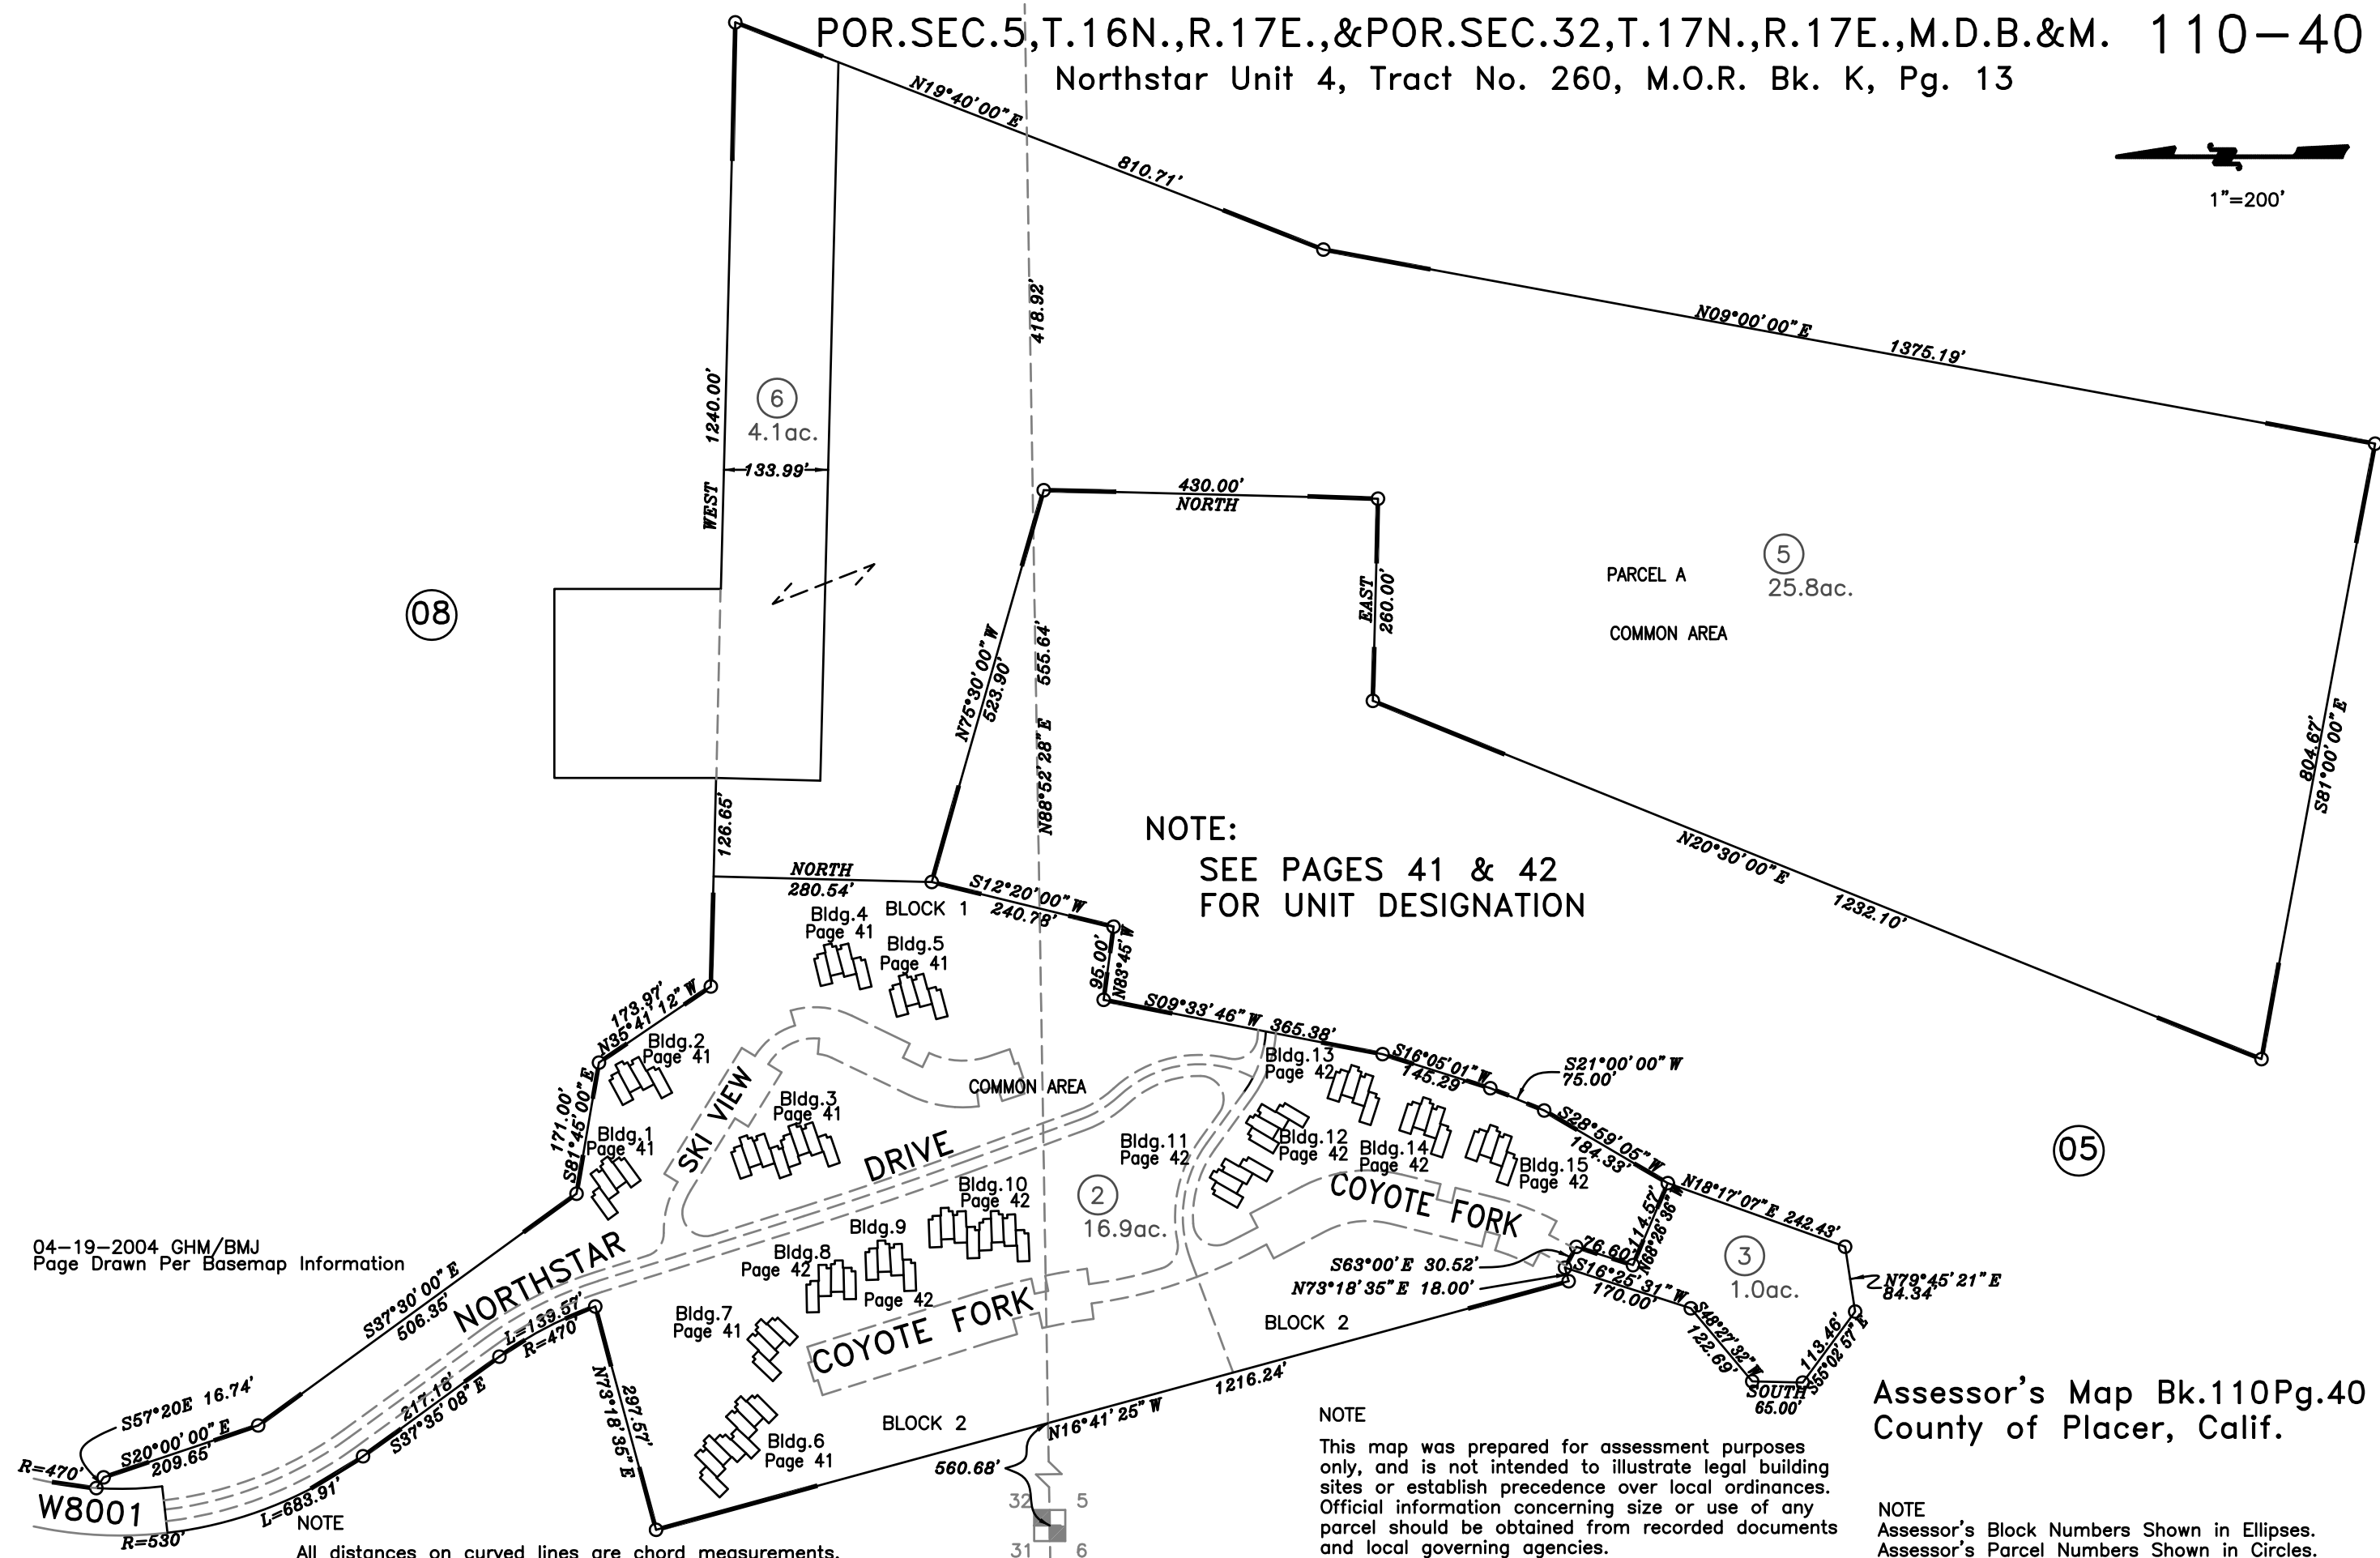 POR.SEC.5,T.16N.,R.17E.,&POR.SEC.32,T.17N.,R.17E.,M.D.B.&M. 110-40
Northstar Unit 4, Tract No. 260, M.O.R. Bk. K, Pg. 13
1"=200'
N19°40'00"E
810.71'
418.92'
N09°00'00"E
1375.19'
WEST 1240.00'
6
4.1ac.
133.99'
430.00'
NORTH
EAST
260.00'
PARCEL A
5
25.8ac.
COMMON AREA
08
N75°30'00"W
523.90'
N88°52'28"E 555.64'
804.67'
S81°00'00"E
126.65'
NOTE:
SEE PAGES 41 & 42
FOR UNIT DESIGNATION
N20°30'00"E
1232.10'
NORTH
280.54'
S12°20'00"W
240.78'
BLOCK 1
Bldg.4
Page 41
Bldg.5
Page 41
95.00'
N83°45'W
173.97'
N35°41'12"W
S09°33'46"W 365.38'
Bldg.2
Page 41
Bldg.13
Page 42
S16°05'01"W
145.29'
S21°00'00"W
75.00'
COMMON AREA
SKI VIEW
Bldg.3
Page 41
171.00'
S81°45'00"E
Bldg.1
Page 41
S28°59'05"W
184.33'
DRIVE
Bldg.11
Page 42
Bldg.12
Page 42
Bldg.14
Page 42
Bldg.15
Page 42
05
N18°17'07"E 242.43'
114.57'
N68°26'36"W
Bldg.10
Page 42
2
16.9ac.
COYOTE FORK
Bldg.9
Page 42
Bldg.8
Page 42
76.60'
3
1.0ac.
04-19-2004 GHM/BMJ
Page Drawn Per Basemap Information
NORTHSTAR
S37°30'00"E
506.35'
S63°00'E 30.52'
N73°18'35"E 18.00'
S16°25'31"W
170.00'
N79°45'21"E
84.34'
L=139.57'
R=470'
Bldg.7
Page 41
COYOTE FORK
BLOCK 2
S48°27'32"W
122.69'
113.46'
S55°02'57"E
SOUTH
65.00'
217.18'
S37°35'08"E
N73°18'35"E
297.57'
1216.24'
N16°41'25"W
BLOCK 2
Bldg.6
Page 41
560.68'
S57°20E 16.74'
S20°00'00"E
209.65'
R=470'
W8001
R=530'
L=683.91'
32 5
31 6
Assessor's Map Bk.110Pg.40
County of Placer, Calif.
NOTE
This map was prepared for assessment purposes
only, and is not intended to illustrate legal building
sites or establish precedence over local ordinances.
Official information concerning size or use of any
parcel should be obtained from recorded documents
and local governing agencies.
NOTE
All distances on curved lines are chord measurements.
NOTE
Assessor's Block Numbers Shown in Ellipses.
Assessor's Parcel Numbers Shown in Circles.